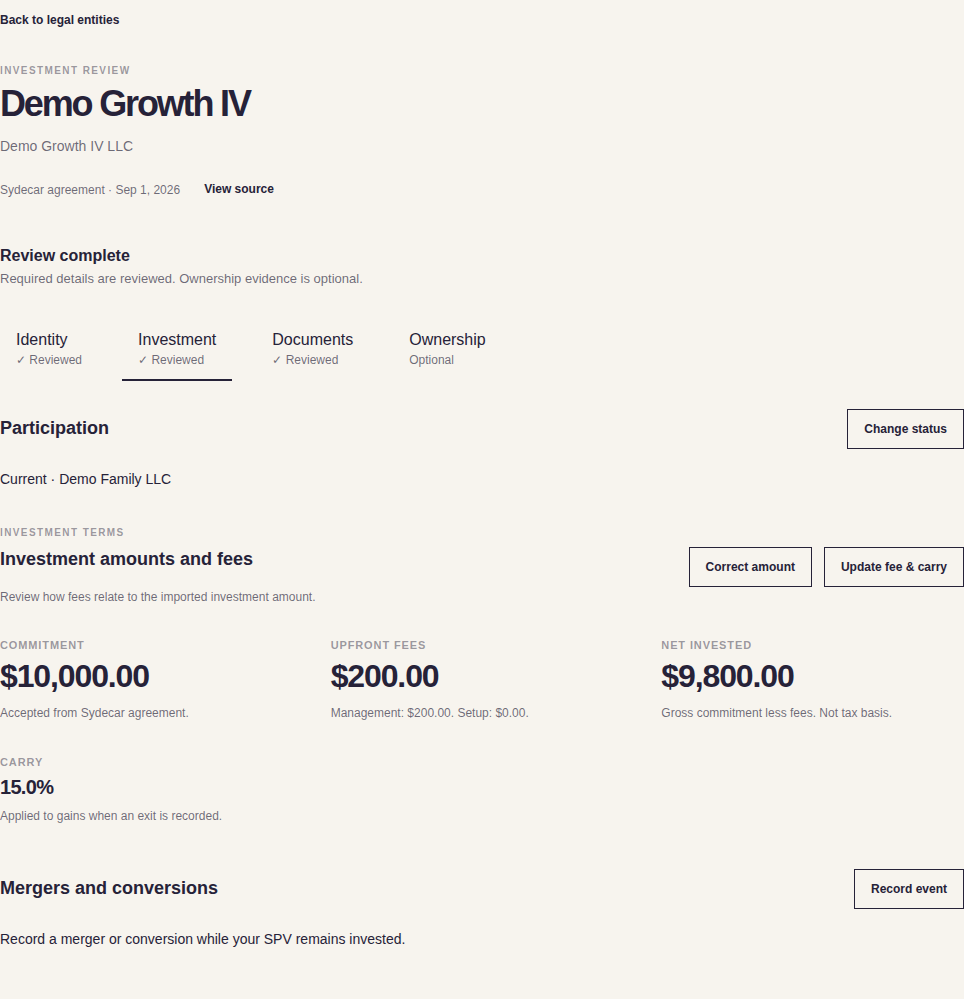 Back to legal entities
INVESTMENT REVIEW
Demo Growth IV
Demo Growth IV LLC
Sydecar agreement · Sep 1, 2026 View source
Review complete
Required details are reviewed. Ownership evidence is optional.
Identity Investment Documents Ownership
✓ Reviewed ✓ Reviewed ✓ Reviewed Optional
Participation Change status
Current · Demo Family LLC
INVESTMENT TERMS
Investment amounts and fees Correct amount Update fee & carry
Review how fees relate to the imported investment amount.
COMMITMENT UPFRONT FEES NET INVESTED
$10,000.00 $200.00 $9,800.00
Accepted from Sydecar agreement. Management: $200.00. Setup: $0.00. Gross commitment less fees. Not tax basis.
CARRY
15.0%
Applied to gains when an exit is recorded.
Mergers and conversions Record event
Record a merger or conversion while your SPV remains invested.